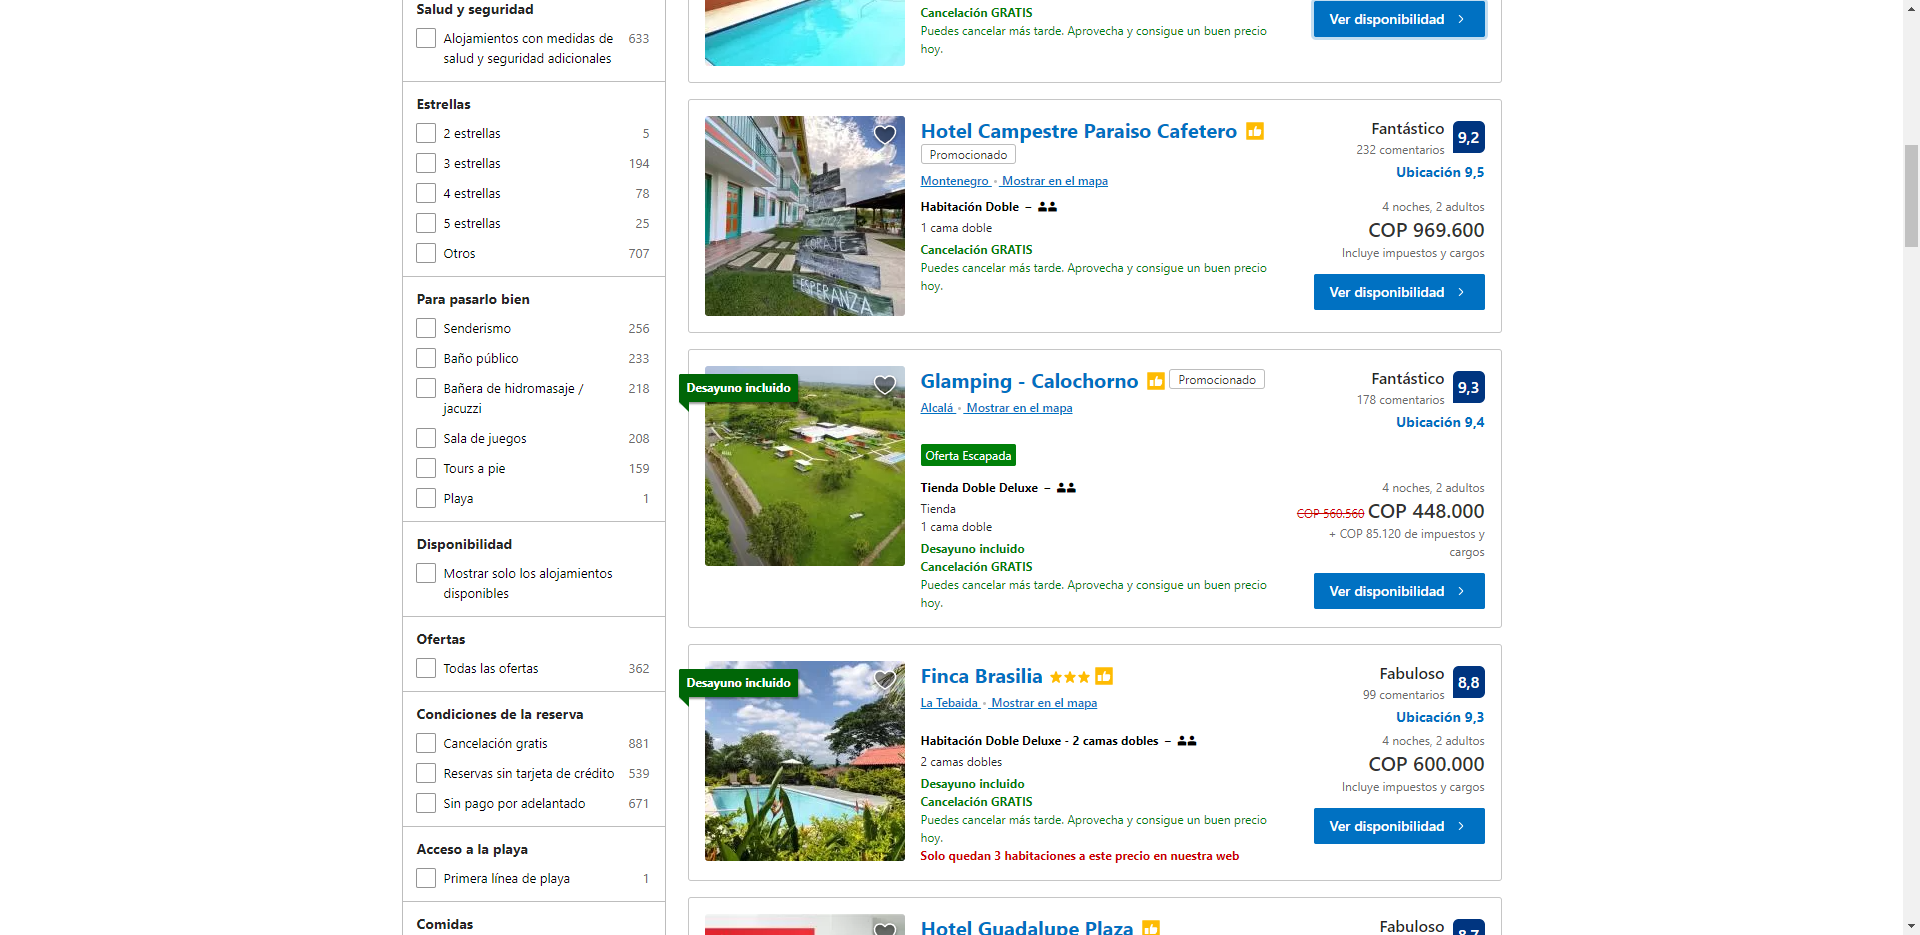 Salud y seguridad
Alojamientos con medidas de 633
salud y seguridad adicionales
Estrellas
2 estrellas 5
3 estrellas 194
4 estrellas 78
5 estrellas 25
Otros 707
Para pasarlo bien
Senderismo 256
Baño público 233
Bañera de hidromasaje / 218
jacuzzi
Sala de juegos 208
Tours a pie 159
Playa 1
Disponibilidad
Mostrar solo los alojamientos
disponibles
Ofertas
Todas las ofertas 362
Condiciones de la reserva
Cancelación gratis 881
Reservas sin tarjeta de crédito 539
Sin pago por adelantado 671
Acceso a la playa
Primera línea de playa 1
Comidas
Cancelación GRATIS
Puedes cancelar más tarde. Aprovecha y consigue un buen precio
hoy.
Ver disponibilidad
Hotel Campestre Paraiso Cafetero
Promocionado
Montenegro • Mostrar en el mapa
Habitación Doble –
1 cama doble
Cancelación GRATIS
Puedes cancelar más tarde. Aprovecha y consigue un buen precio
hoy.
CORAJE
ESPERANZA
Fantástico 9,2
232 comentarios
Ubicación 9,5
4 noches, 2 adultos
COP 969.600
Incluye impuestos y cargos
Ver disponibilidad
Desayuno incluido
Glamping - Calochorno Promocionado
Alcalá • Mostrar en el mapa
Oferta Escapada
Tienda Doble Deluxe –
Tienda
1 cama doble
Desayuno incluido
Cancelación GRATIS
Puedes cancelar más tarde. Aprovecha y consigue un buen precio
hoy.
Fantástico 9,3
178 comentarios
Ubicación 9,4
4 noches, 2 adultos
COP 560.560 COP 448.000
+ COP 85.120 de impuestos y
cargos
Ver disponibilidad
Desayuno incluido
Finca Brasilia
La Tebaida • Mostrar en el mapa
Habitación Doble Deluxe - 2 camas dobles –
2 camas dobles
Desayuno incluido
Cancelación GRATIS
Puedes cancelar más tarde. Aprovecha y consigue un buen precio
hoy.
Solo quedan 3 habitaciones a este precio en nuestra web
Fabuloso 8,8
99 comentarios
Ubicación 9,3
4 noches, 2 adultos
COP 600.000
Incluye impuestos y cargos
Ver disponibilidad
Hotel Guadalupe Plaza
Fabuloso 8,7